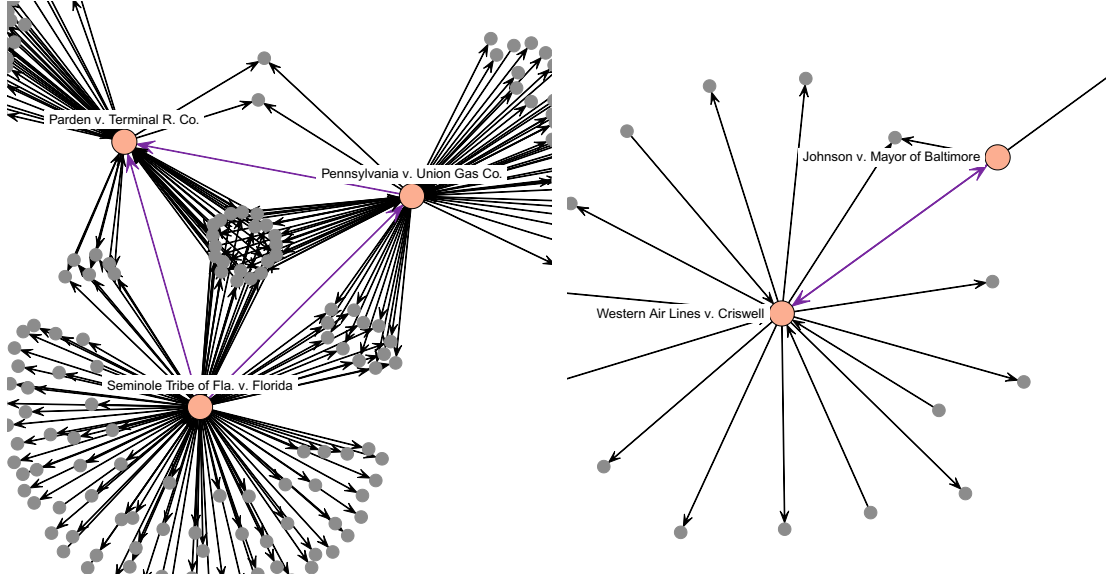 Parden v. Terminal R. Co.
Pennsylvania v. Union Gas Co.
Seminole Tribe of Fla. v. Florida
Johnson v. Mayor of Baltimore
Western Air Lines v. Criswell